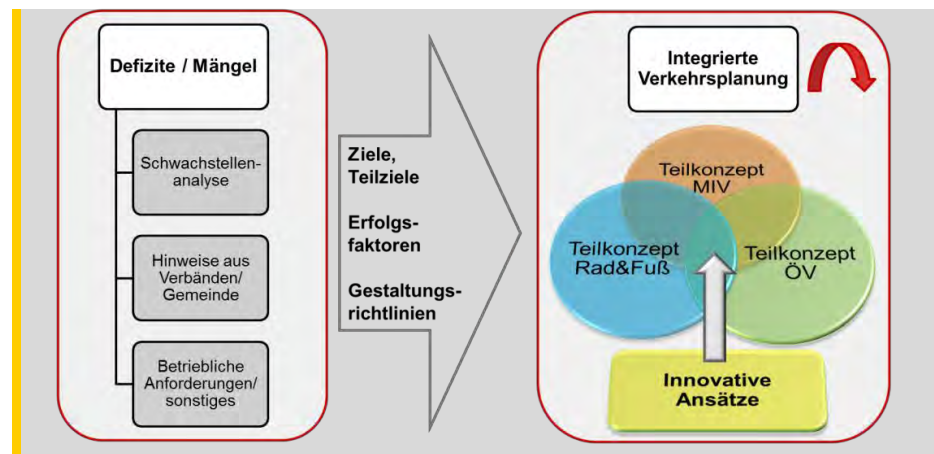 Defizite / Mängel
Schwachstellen-
analyse
Hinweise aus
Verbänden/
Gemeinde
Betriebliche
Anforderungen/
sonstiges
Ziele,
Teilziele
Erfolgs-
faktoren
Gestaltungs-
richtlinien
Integrierte
Verkehrsplanung
Teilkonzept
MIV
Teilkonzept
Rad&Fuß
Teilkonzept
ÖV
Innovative
Ansätze